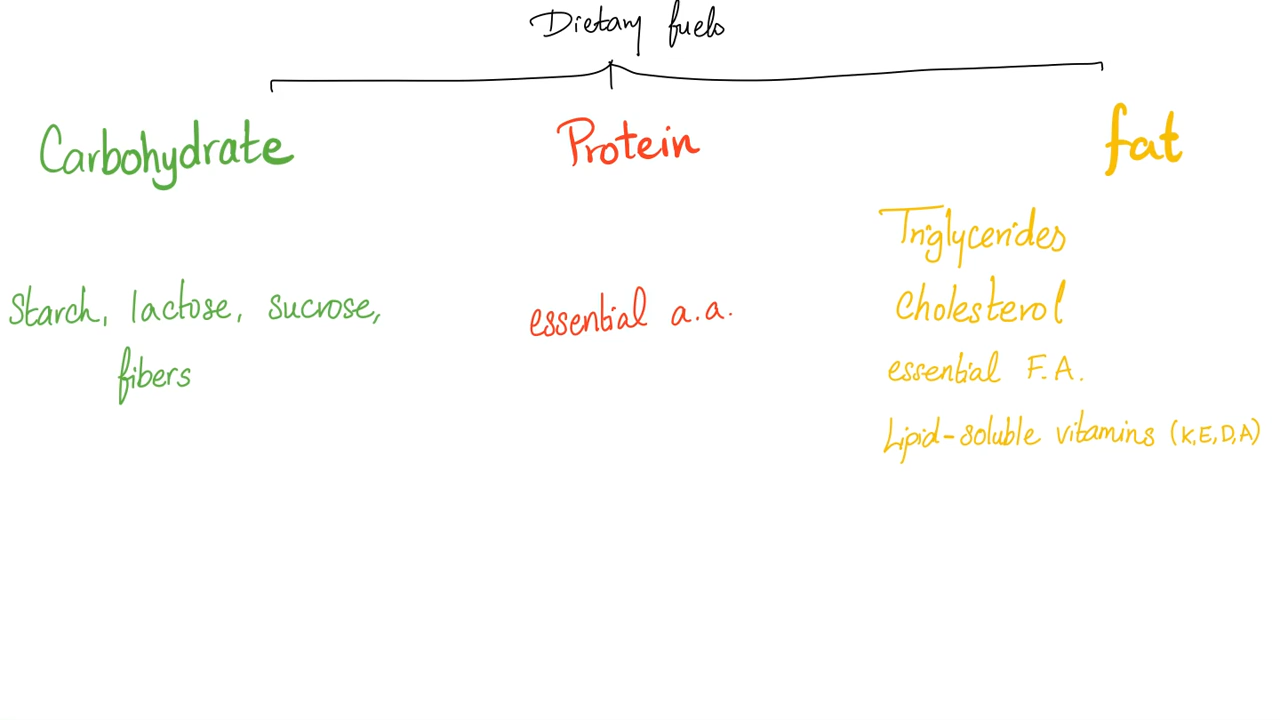 Dietary fuels
Carbohydrate
Protein
fat
Starch, lactose, sucrose,
fibers
essential a.a.
Triglycerides
Cholesterol
essential F.A.
Lipid-soluble vitamins (K,E,D,A)